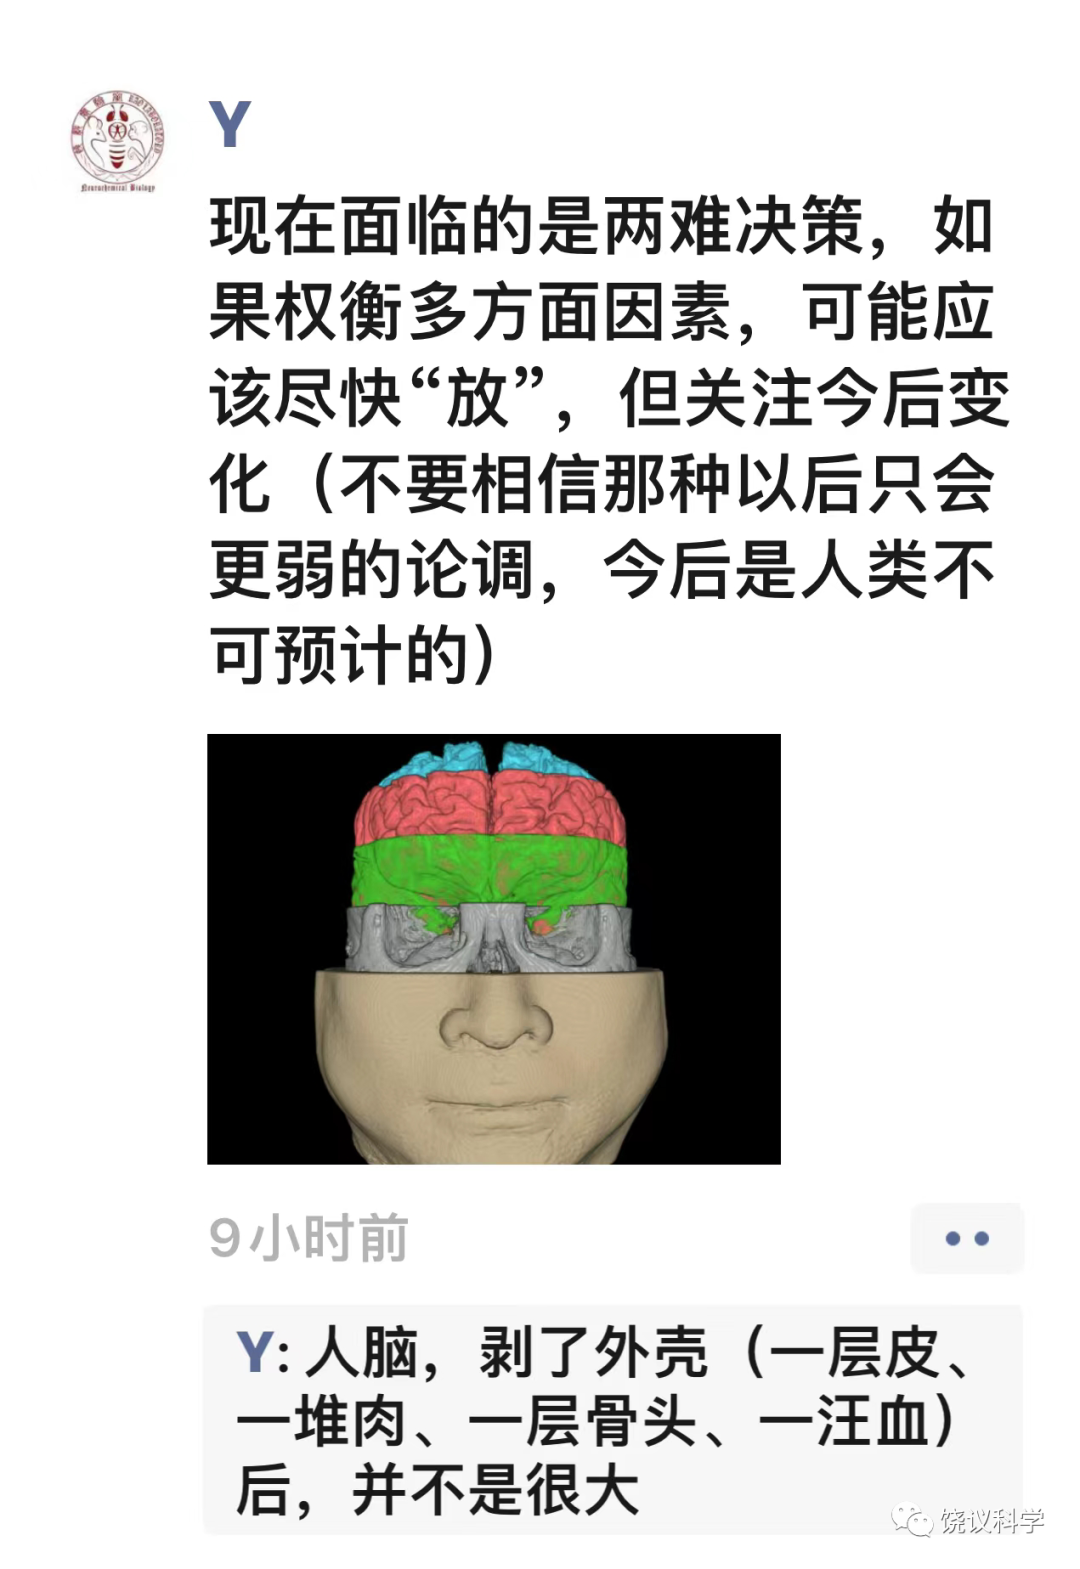 Y
现在面临的是两难决策，如
果权衡多方面因素，可能应
该尽快“放”，但关注今后变
化（不要相信那种以后只会
更弱的论调，今后是人类不
可预计的）
9小时前
Y: 人脑，剥了外壳（一层皮、
一堆肉、一层骨头、一汪血）
后，并不是很大
饶议科学
Neurochemical Biology